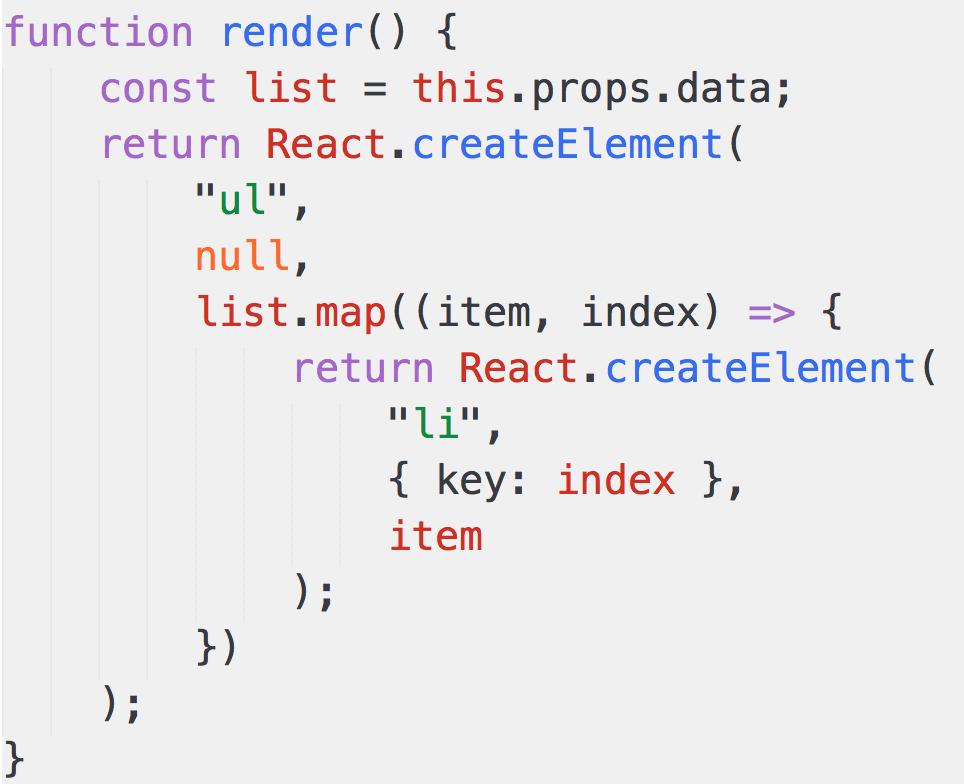 function render() {
    const list = this.props.data;
    return React.createElement(
        "ul",
        null,
        list.map((item, index) => {
            return React.createElement(
                "li",
                { key: index },
                item
            );
        })
    );
}